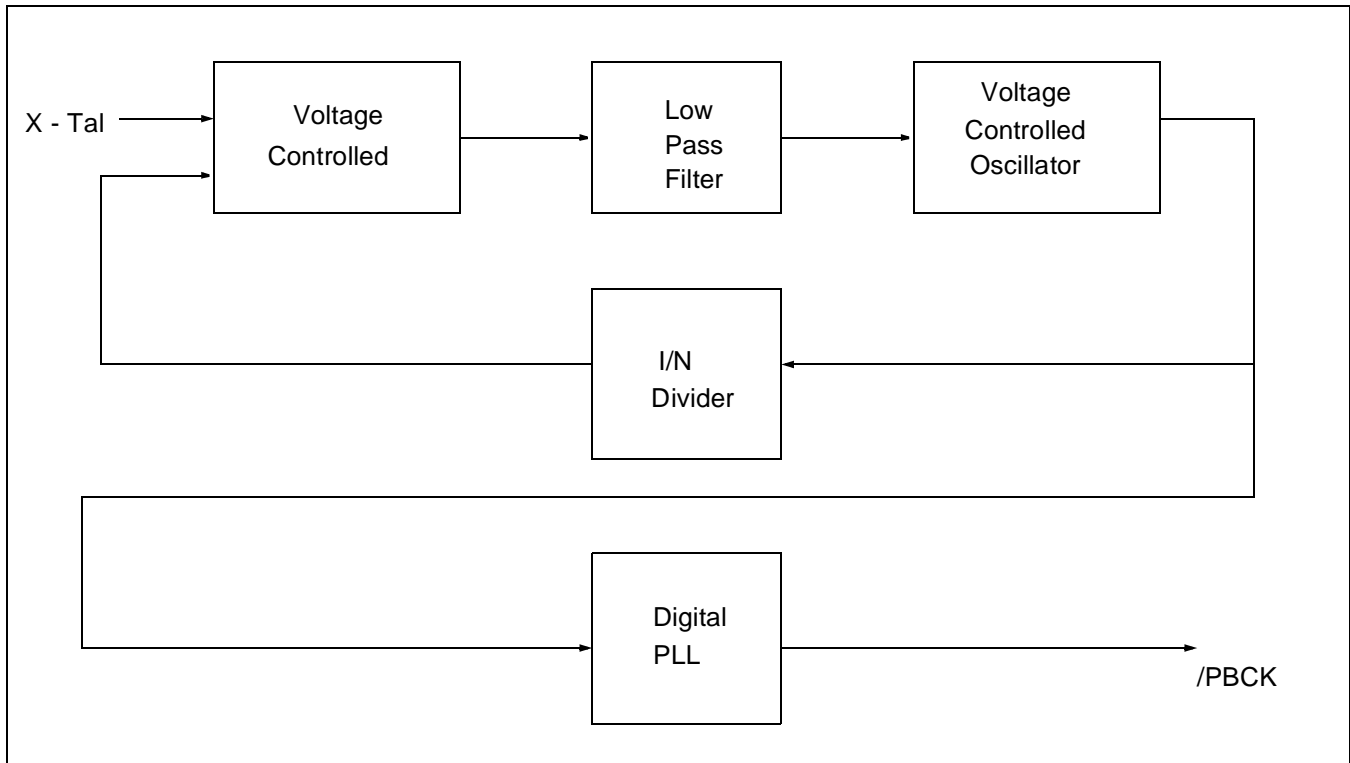 X - Tal
Voltage
Controlled
Low
Pass
Filter
Voltage
Controlled
Oscillator
I/N
Divider
Digital
PLL
/PBCK